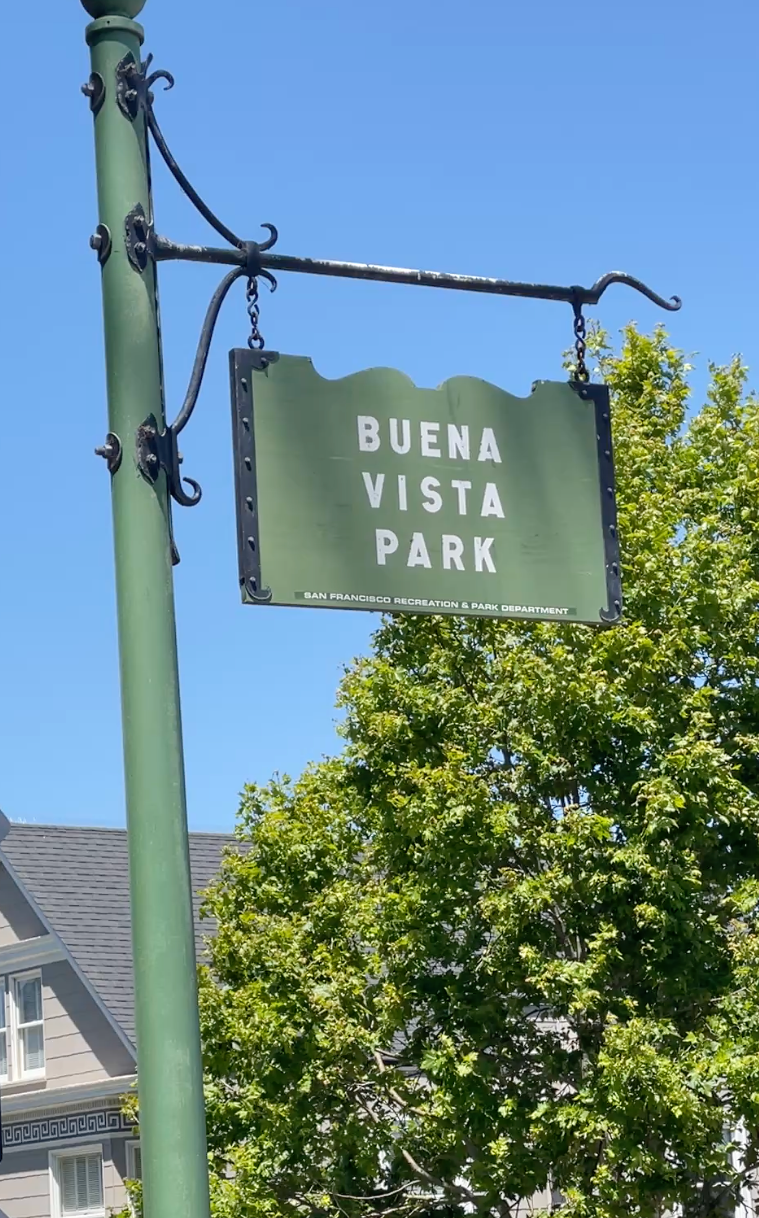 BUENA
VISTA
PARK
SAN FRANCISCO RECREATION & PARK DEPARTMENT